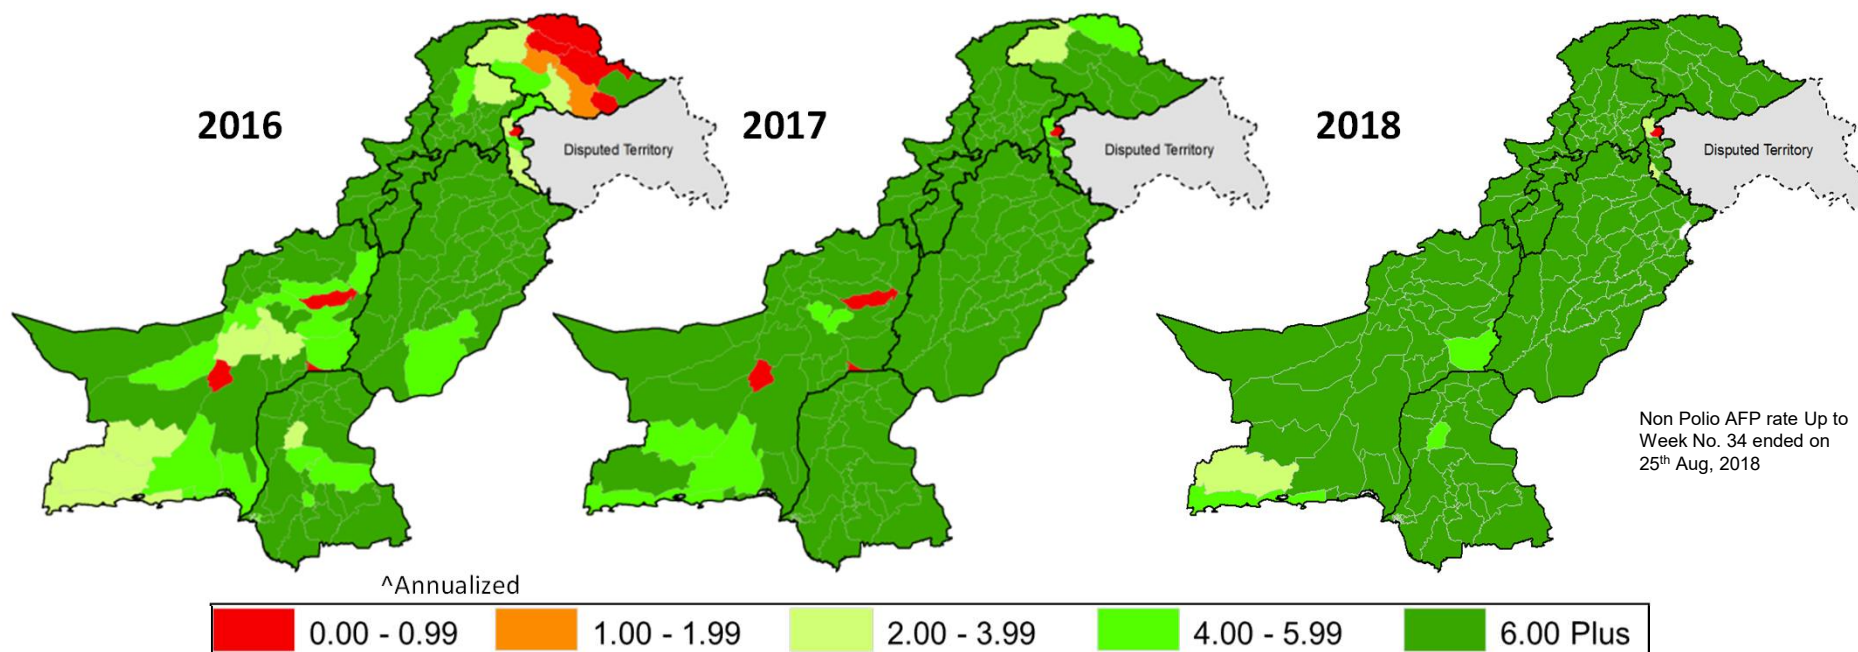 2016
2017
2018
Disputed Territory
Disputed Territory
Disputed Territory
Non Polio AFP rate Up to
Week No. 34 ended on
25th Aug, 2018
^Annualized
0.00 - 0.99
1.00 - 1.99
2.00 - 3.99
4.00 - 5.99
6.00 Plus